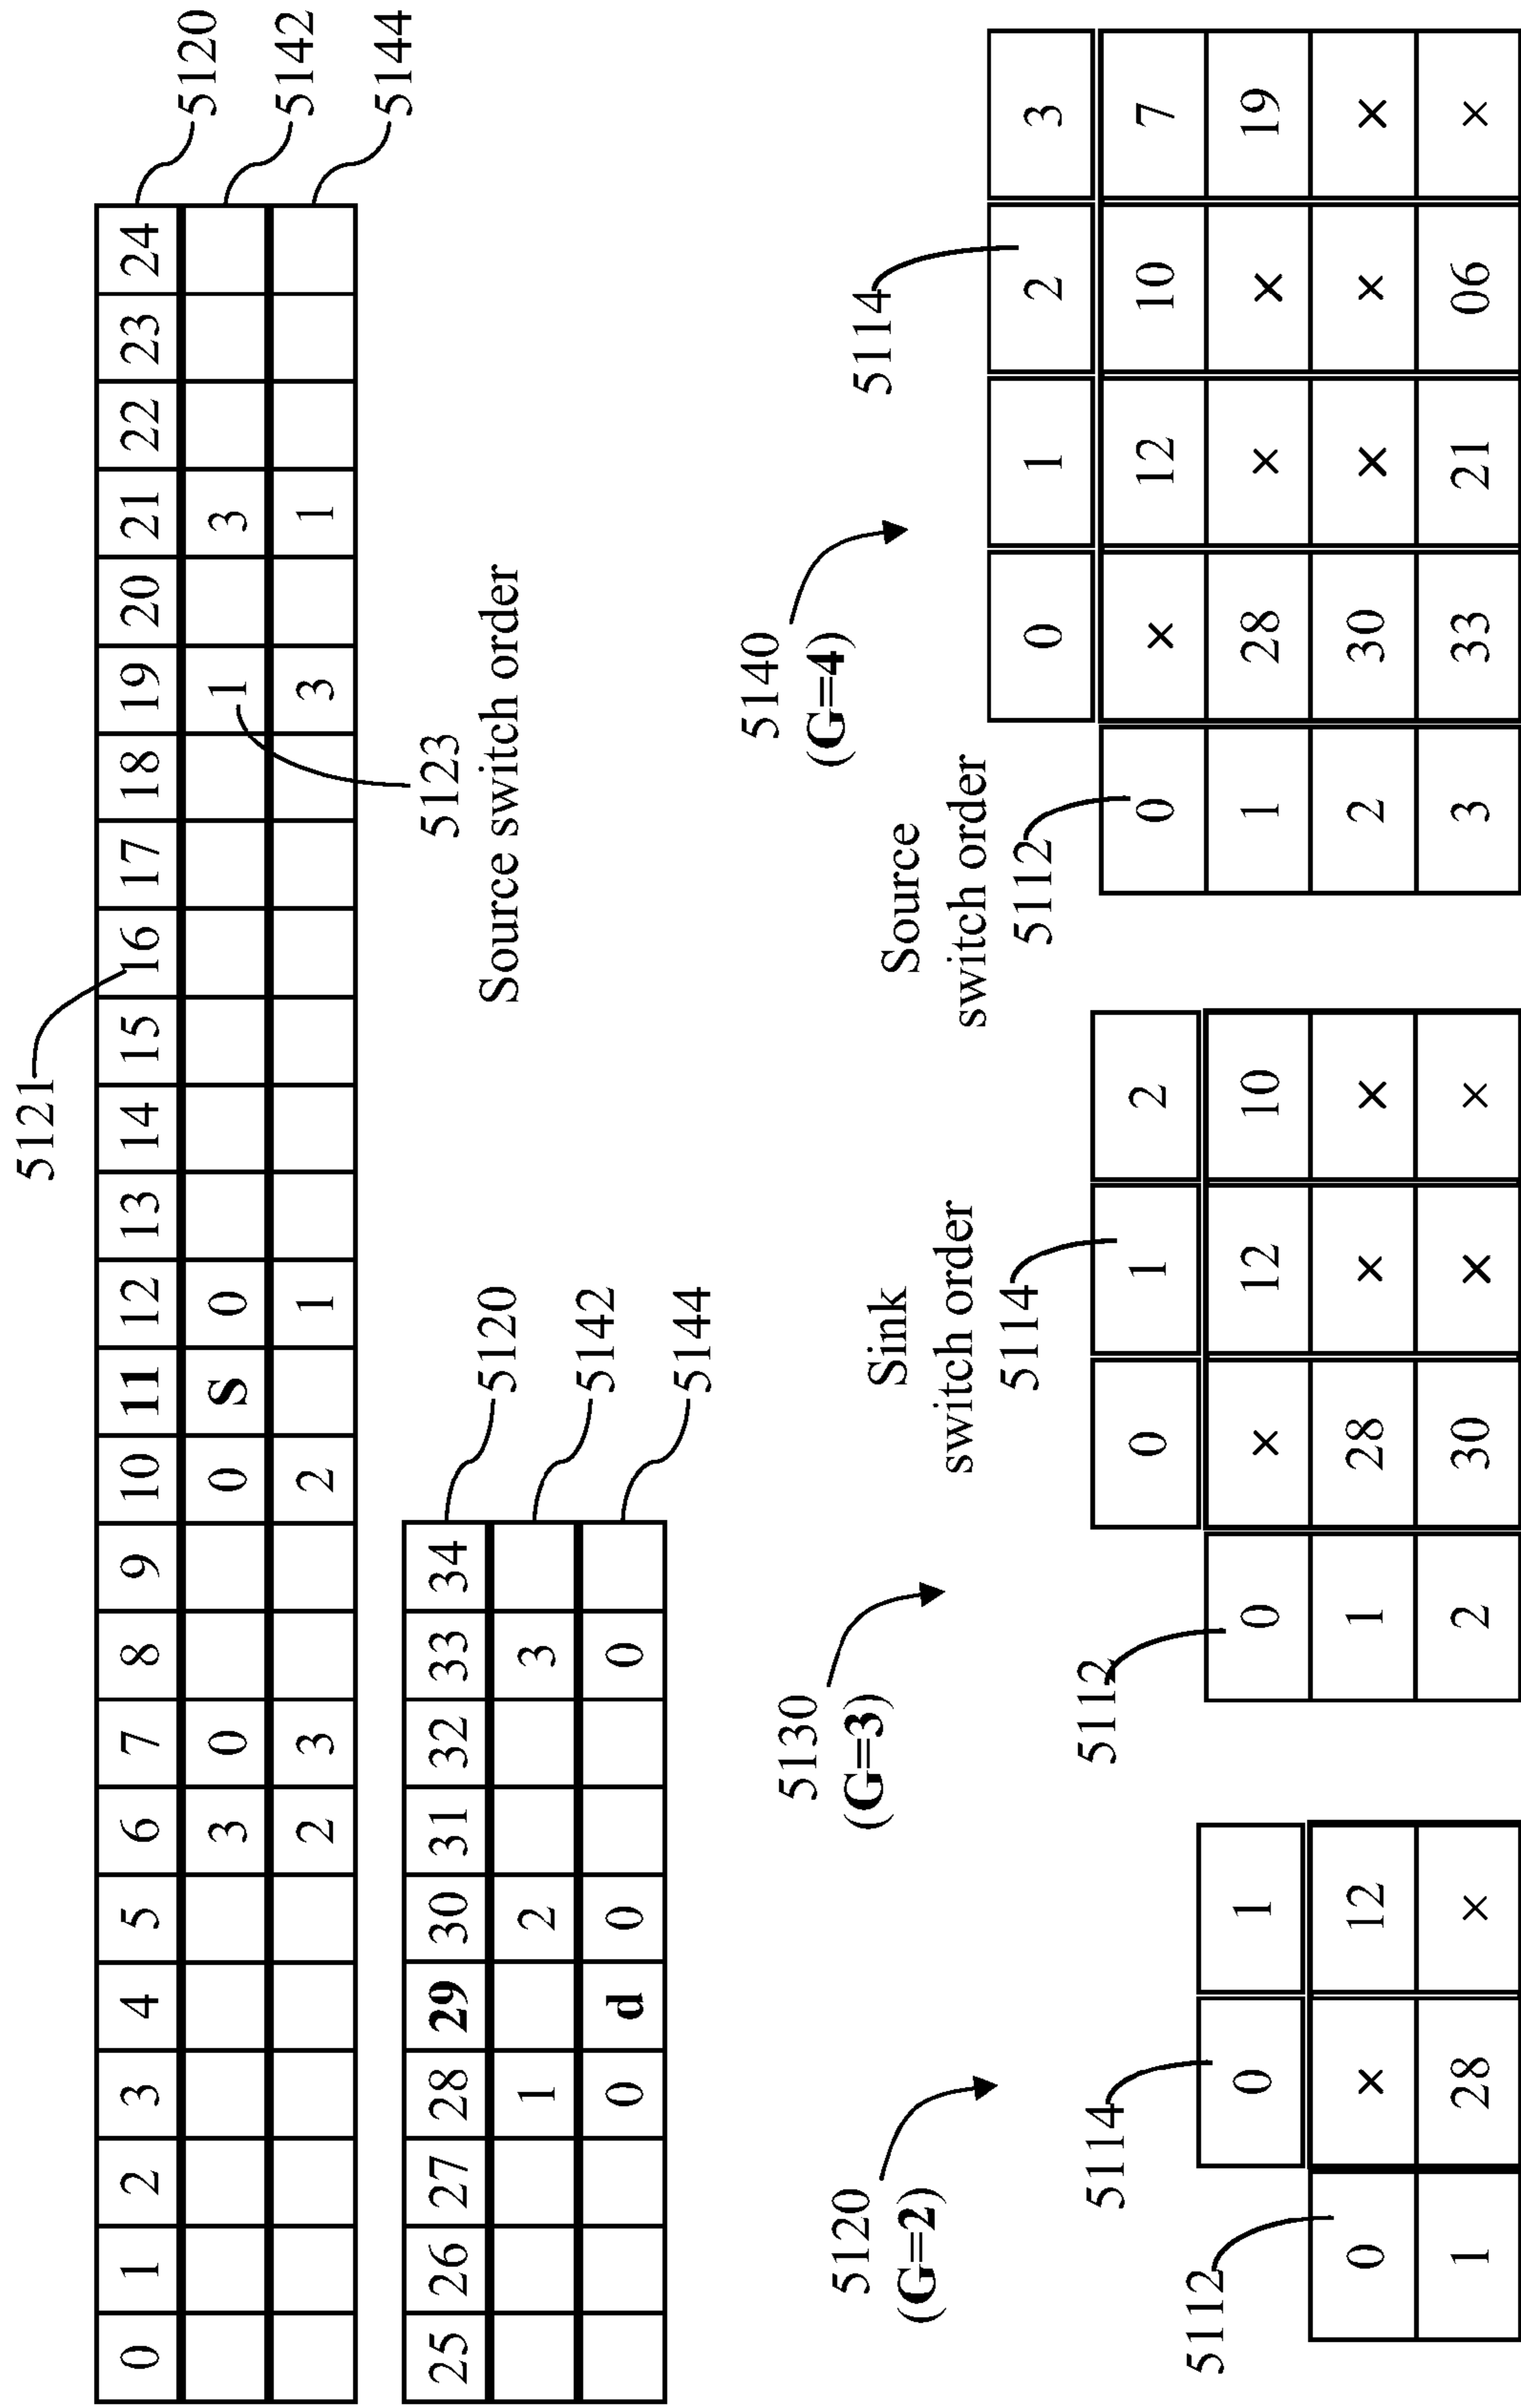 5121
0 1 2 3 4 5 6 7 8 9 10 11 12 13 14 15 16 17 18 19 20 21 22 23 24 5120
3 0 0 S 0 1 3 5142
2 3 2 1 3 1 5144
5123
Source switch order
25 26 27 28 29 30 31 32 33 34 5120
1 2 3 5142
0 d 0 0 5144
5120
(G=2)
5112
5114
0 1
0 × 12
1 28 ×
5130
(G=3)
Sink
switch order
5112
5114
0 1 2
0 × 12 10
1 28 × ×
2 30 × ×
5140
(G=4)
Source
switch order
5112
5114
0 1 2 3
0 × 12 10 7
1 28 × × 19
2 30 × × ×
3 33 21 06 ×